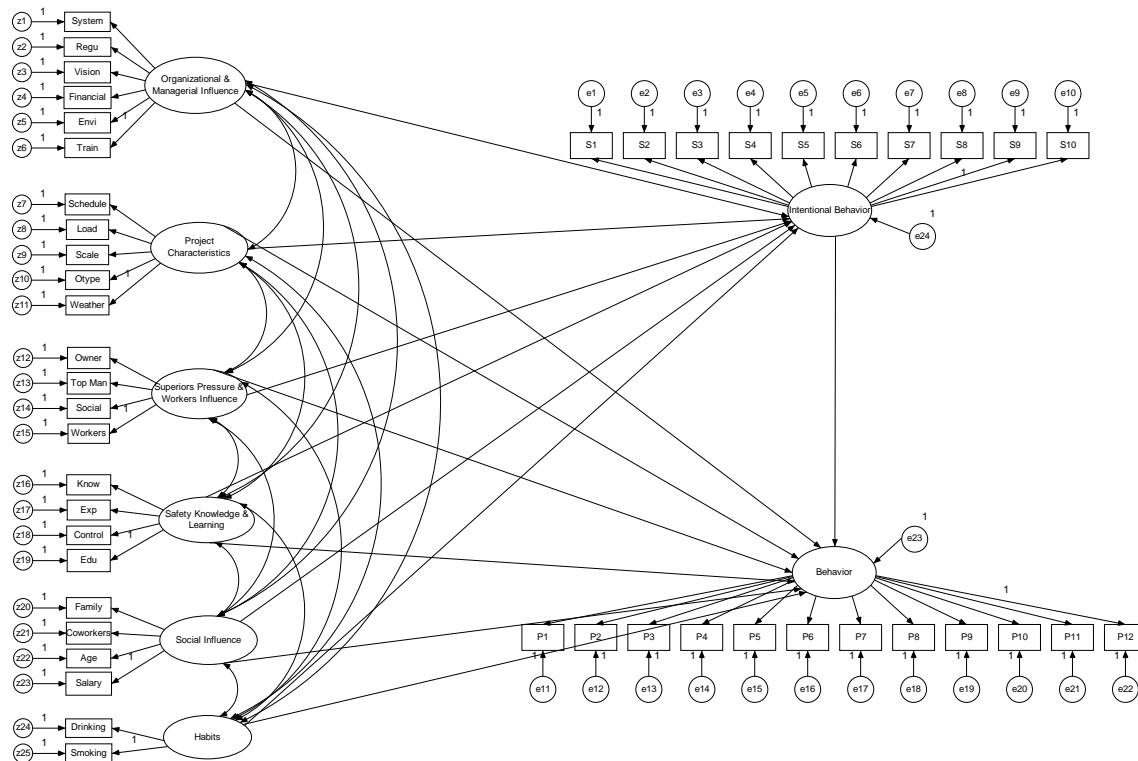 z1 1 System
z2 1 Regu
z3 1 Vision
z4 1 Financial
z5 1 Envi 1
z6 1 Train
Organizational &
Managerial Influence
z7 1 Schedule
z8 1 Load
z9 1 Scale
z10 1 Otype 1
z11 1 Weather
Project
Characteristics
z12 1 Owner
z13 1 Top Man
z14 1 Social 1
z15 1 Workers
Superiors Pressure &
Workers Influence
z16 1 Know
z17 1 Exp
z18 1 Control 1
z19 1 Edu
Safety Knowledge &
Learning
z20 1 Family
z21 1 Coworkers
z22 1 Age 1
z23 1 Salary
Social Influence
z24 1 Drinking
z25 1 Smoking 1
Habits
e1 e2 e3 e4 e5 e6 e7 e8 e9 e10
1 1 1 1 1 1 1 1 1 1
S1 S2 S3 S4 S5 S6 S7 S8 S9 S10
1
Intentional Behavior
1
e24
1
e23
Behavior
1
P1 P2 P3 P4 P5 P6 P7 P8 P9 P10 P11 P12
1 1 1 1 1 1 1 1 1 1 1 1
e11 e12 e13 e14 e15 e16 e17 e18 e19 e20 e21 e22